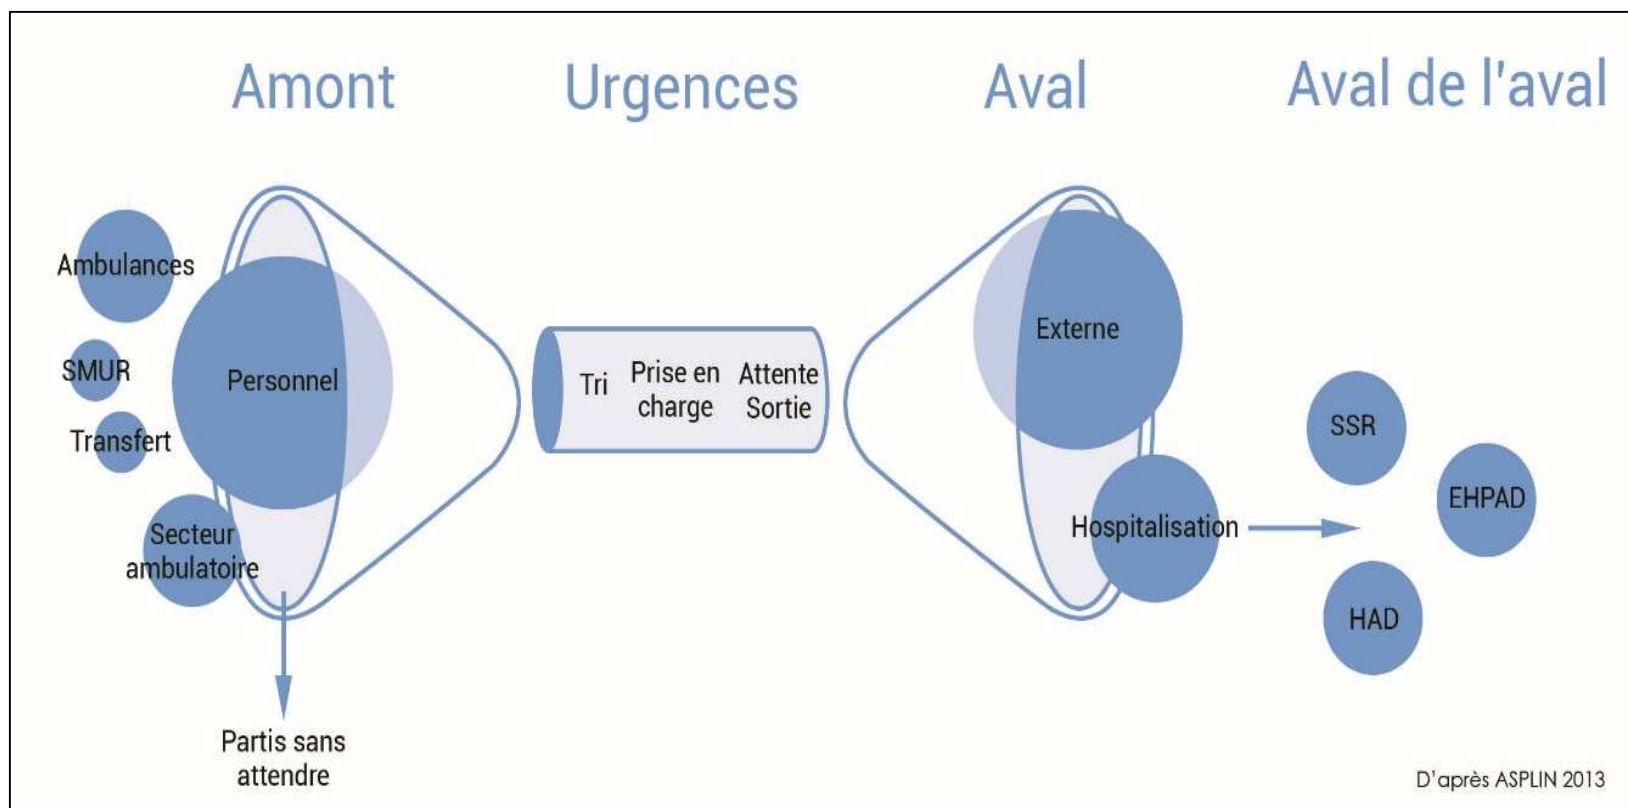 Amont
Urgences
Aval
Aval de l'aval
Ambulances
SMUR
Transfert
Secteur
ambulatoire
Personnel
Partis sans
attendre
Tri
Prise en
charge
Attente
Sortie
Externe
Hospitalisation
SSR
EHPAD
HAD
D'après ASPLIN 2013